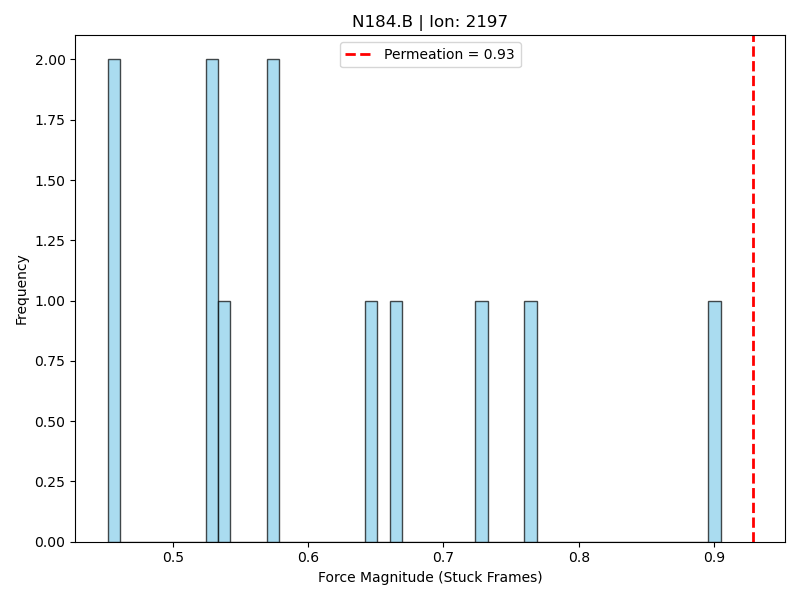 N184.B | Ion: 2197
Permeation = 0.93
2.00
1.75
1.50
1.25
1.00
0.75
0.50
0.25
0.00
Frequency
0.5 0.6 0.7 0.8 0.9
Force Magnitude (Stuck Frames)